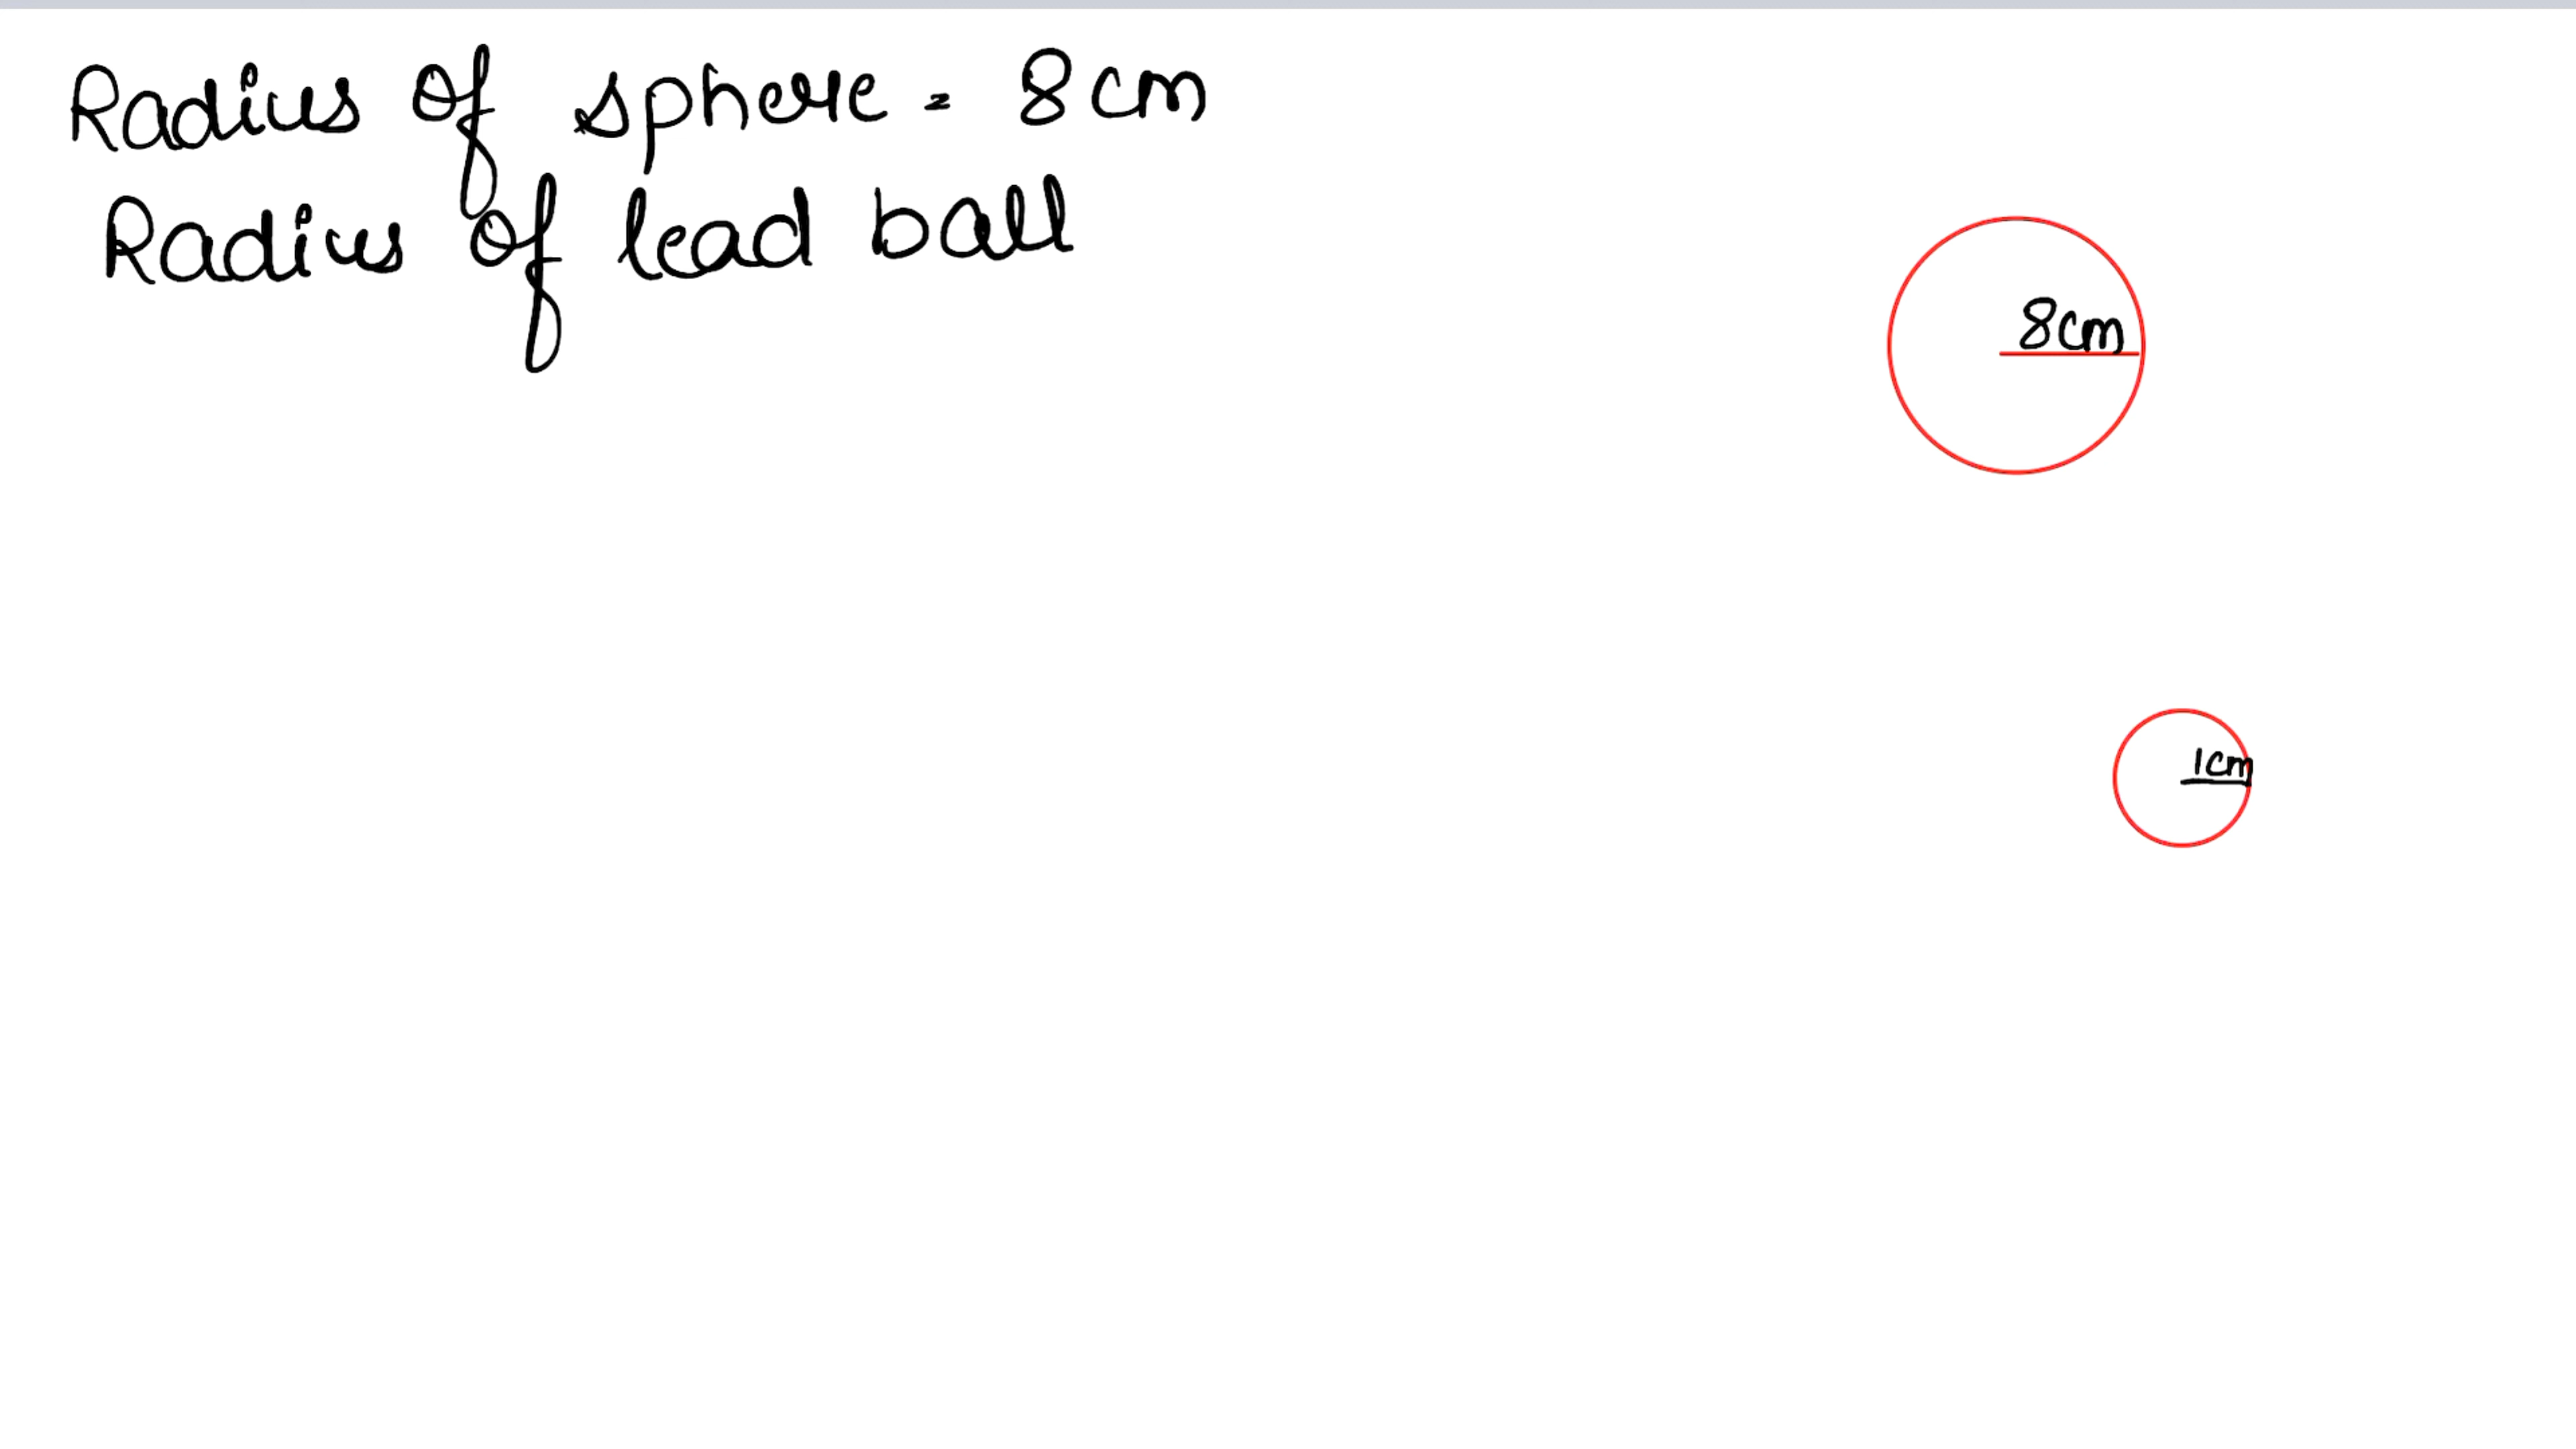 Radius of sphere = 8cm
Radius of lead ball
8cm
1cm